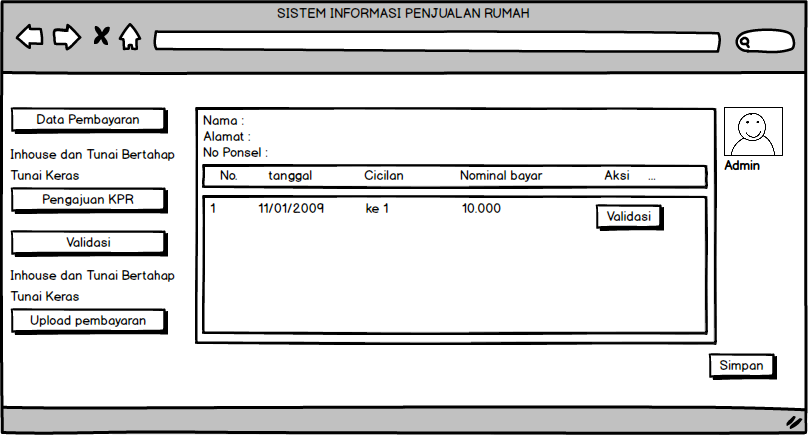 SISTEM INFORMASI PENJUALAN RUMAH
Data Pembayaran
Inhouse dan Tunai Bertahap
Tunai Keras
Pengajuan KPR
Validasi
Inhouse dan Tunai Bertahap
Tunai Keras
Upload pembayaran
Nama :
Alamat :
No Ponsel :
No. tanggal Cicilan Nominal bayar Aksi ...
1 11/01/2009 ke 1 10.000 Validasi
Admin
Simpan